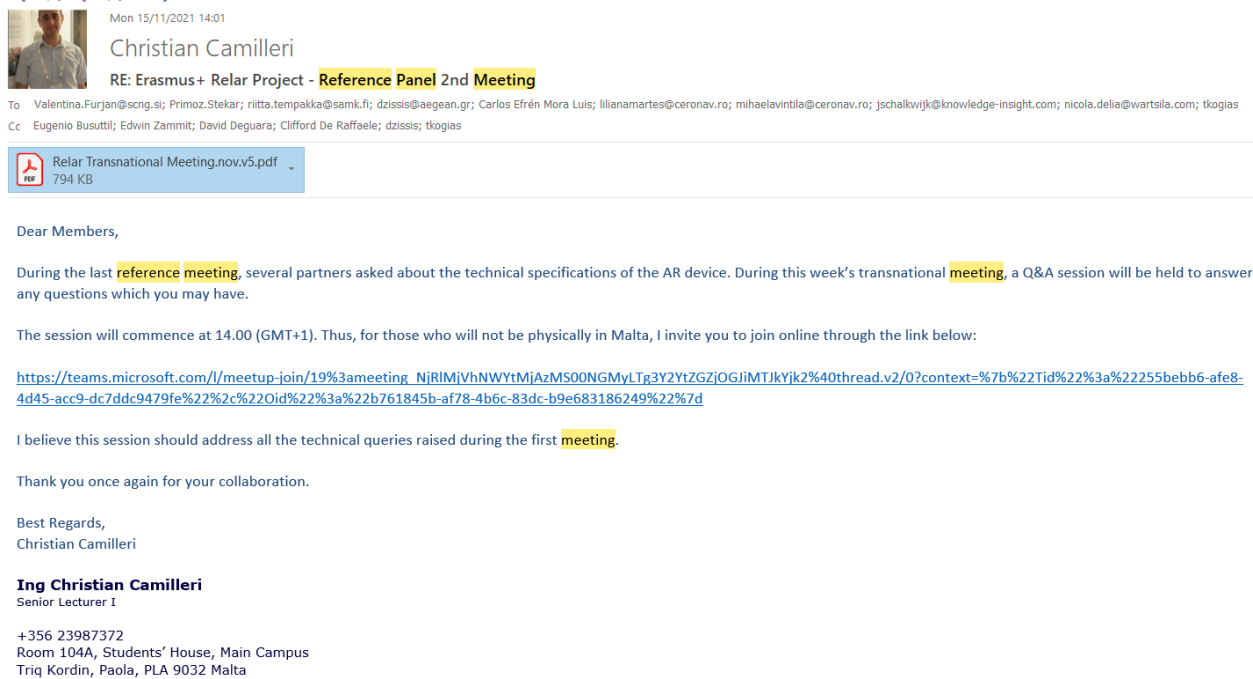 Mon 15/11/2021 14:01
Christian Camilleri
RE: Erasmus+ Relar Project - Reference Panel 2nd Meeting
To Valentina.Furjan@scng.si; Primoz.Stekar; riitta.tempakka@samk.fi; dzissis@aegean.gr; Carlos Efrén Mora Luis; lilianamartes@ceronav.ro; mihaelavintila@ceronav.ro; jschalkwijk@knowledge-insight.com; nicola.delia@wartsila.com; tkogias
Cc Eugenio Busuttil; Edwin Zammit; David Deguara; Clifford De Raffaele; dzissis; tkogias
Relar Transnational Meeting.nov.v5.pdf
PDF
794 KB
Dear Members,
During the last reference meeting, several partners asked about the technical specifications of the AR device. During this week's transnational meeting, a Q&A session will be held to answer
any questions which you may have.
The session will commence at 14.00 (GMT+1). Thus, for those who will not be physically in Malta, I invite you to join online through the link below:
https://teams.microsoft.com/l/meetup-join/19%3ameeting_NjRlMjVhNWYtMjAzMS00NGMyLTg3Y2YtZGZjOGJiMTJkYjk2%40thread.v2/0?context=%7b%22Tid%22%3a%22255bebb6-afe8-
4d45-acc9-dc7ddc9479fe%22%2c%22Oid%22%3a%22b761845b-af78-4b6c-83dc-b9e683186249%22%7d
I believe this session should address all the technical queries raised during the first meeting.
Thank you once again for your collaboration.
Best Regards,
Christian Camilleri
Ing Christian Camilleri
Senior Lecturer I
+356 23987372
Room 104A, Students' House, Main Campus
Triq Kordin, Paola, PLA 9032 Malta